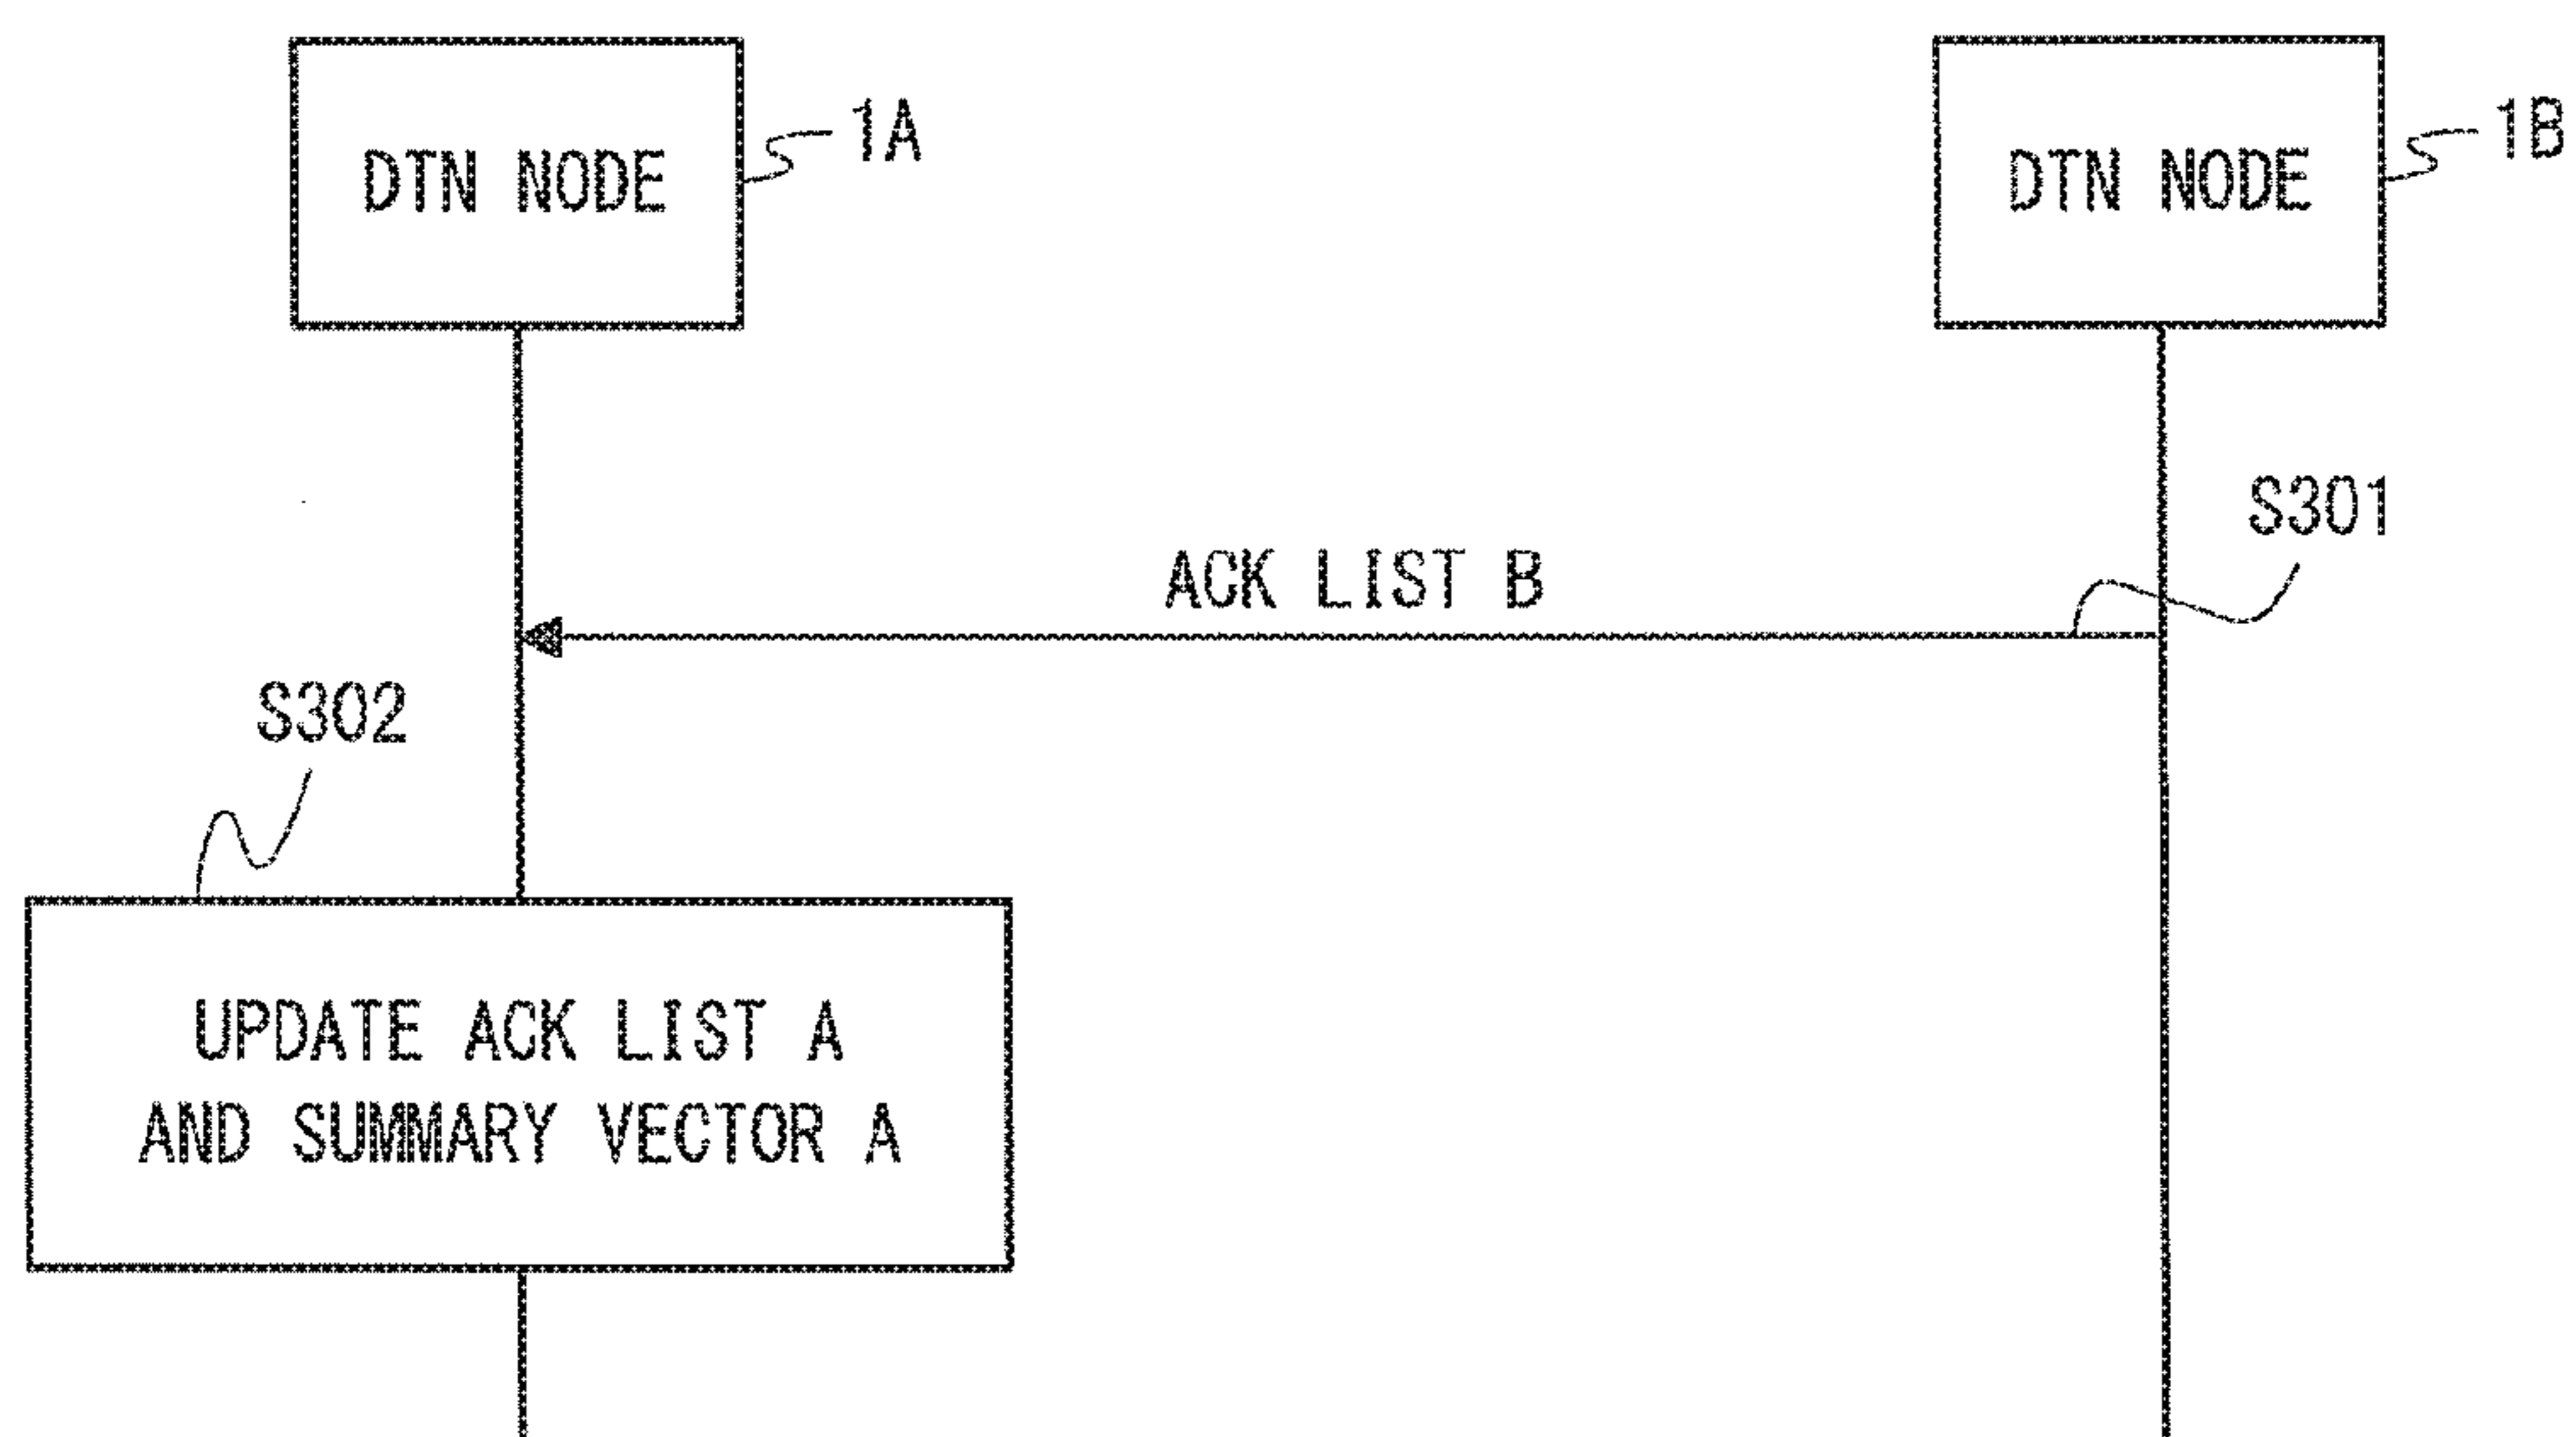 DTN NODE
1A
DTN NODE
1B
S301
ACK LIST B
S302
UPDATE ACK LIST A
AND SUMMARY VECTOR A